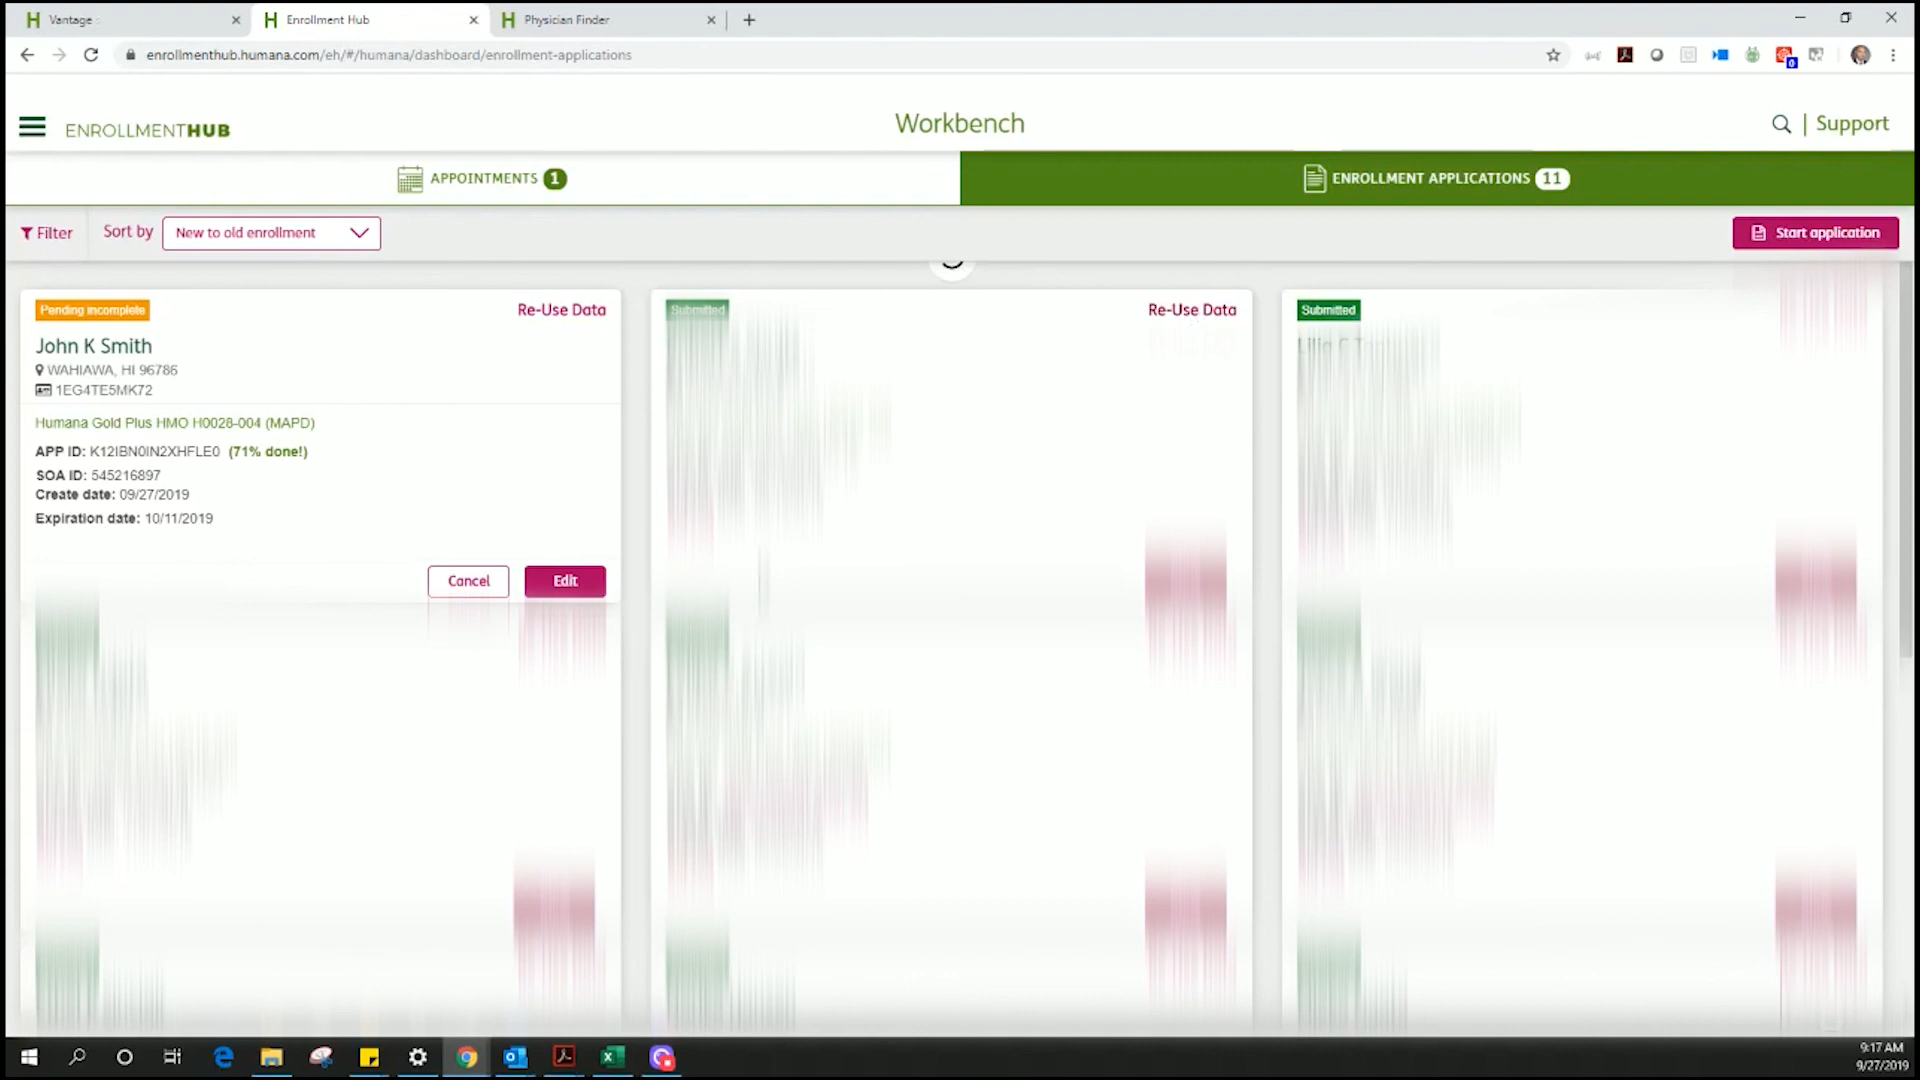 Vantage
Enrollment Hub
Physician Finder
enrollmenthub.humana.com/eh/#/humana/dashboard/enrollment-applications
ENROLLMENTHUB
Workbench
Support
APPOINTMENTS 1
ENROLLMENT APPLICATIONS 11
Filter
Sort by
New to old enrollment
Start application
Pending incomplete
Re-Use Data
John K Smith
WAHIAWA, HI 96786
1EG4TE5MK72
Humana Gold Plus HMO H0028-004 (MAPD)
APP ID: K12IBN0IN2XHFLE0 (71% done!)
SOA ID: 545216897
Create date: 09/27/2019
Expiration date: 10/11/2019
Cancel
Edit
Submitted
Re-Use Data
Submitted
9:17 AM
9/27/2019